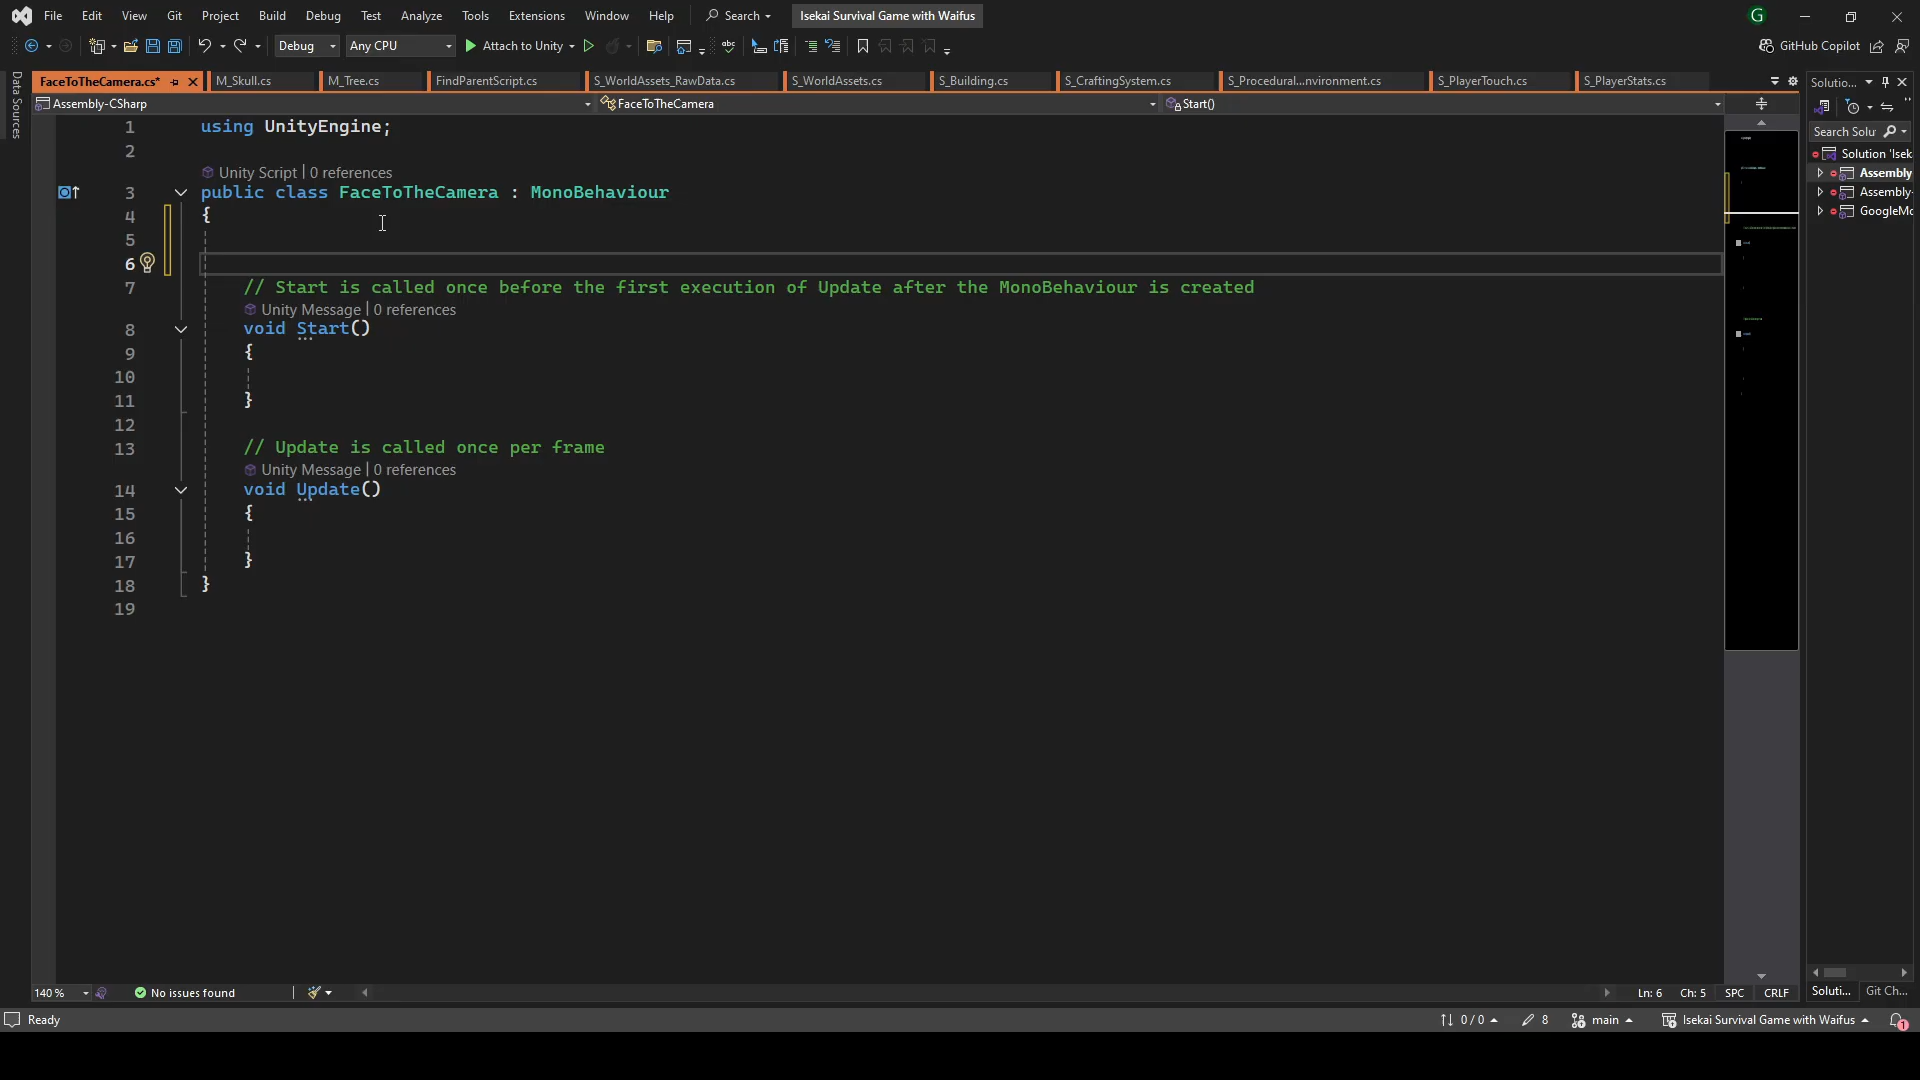 File Edit View Git Project Build Debug Test Analyze Tools Extensions Window Help Search Isekai Survival Game with Waifus G
Debug Any CPU Attach to Unity abc GitHub Copilot
FaceToTheCamera.cs* M_Skull.cs M_Tree.cs FindParentScript.cs S_WorldAssets_RawData.cs S_WorldAssets.cs S_Building.cs S_CraftingSystem.cs S_Procedural...nvironment.cs S_PlayerTouch.cs S_PlayerStats.cs Solutio...
Data Sources
Assembly-CSharp FaceToTheCamera Start()
Search Solu
Solution 'Isek
Assembly
Assembly-
GoogleMo
1 using UnityEngine;
2
Unity Script | 0 references
3 public class FaceToTheCamera : MonoBehaviour
4 {
5
6
7 // Start is called once before the first execution of Update after the MonoBehaviour is created
Unity Message | 0 references
8 void Start()
9 {
10
11 }
12
13 // Update is called once per frame
Unity Message | 0 references
14 void Update()
15 {
16
17 }
18 }
19
140 % No issues found Ln: 6 Ch: 5 SPC CRLF Soluti... Git Ch...
Ready 0 / 0 8 main Isekai Survival Game with Waifus 1